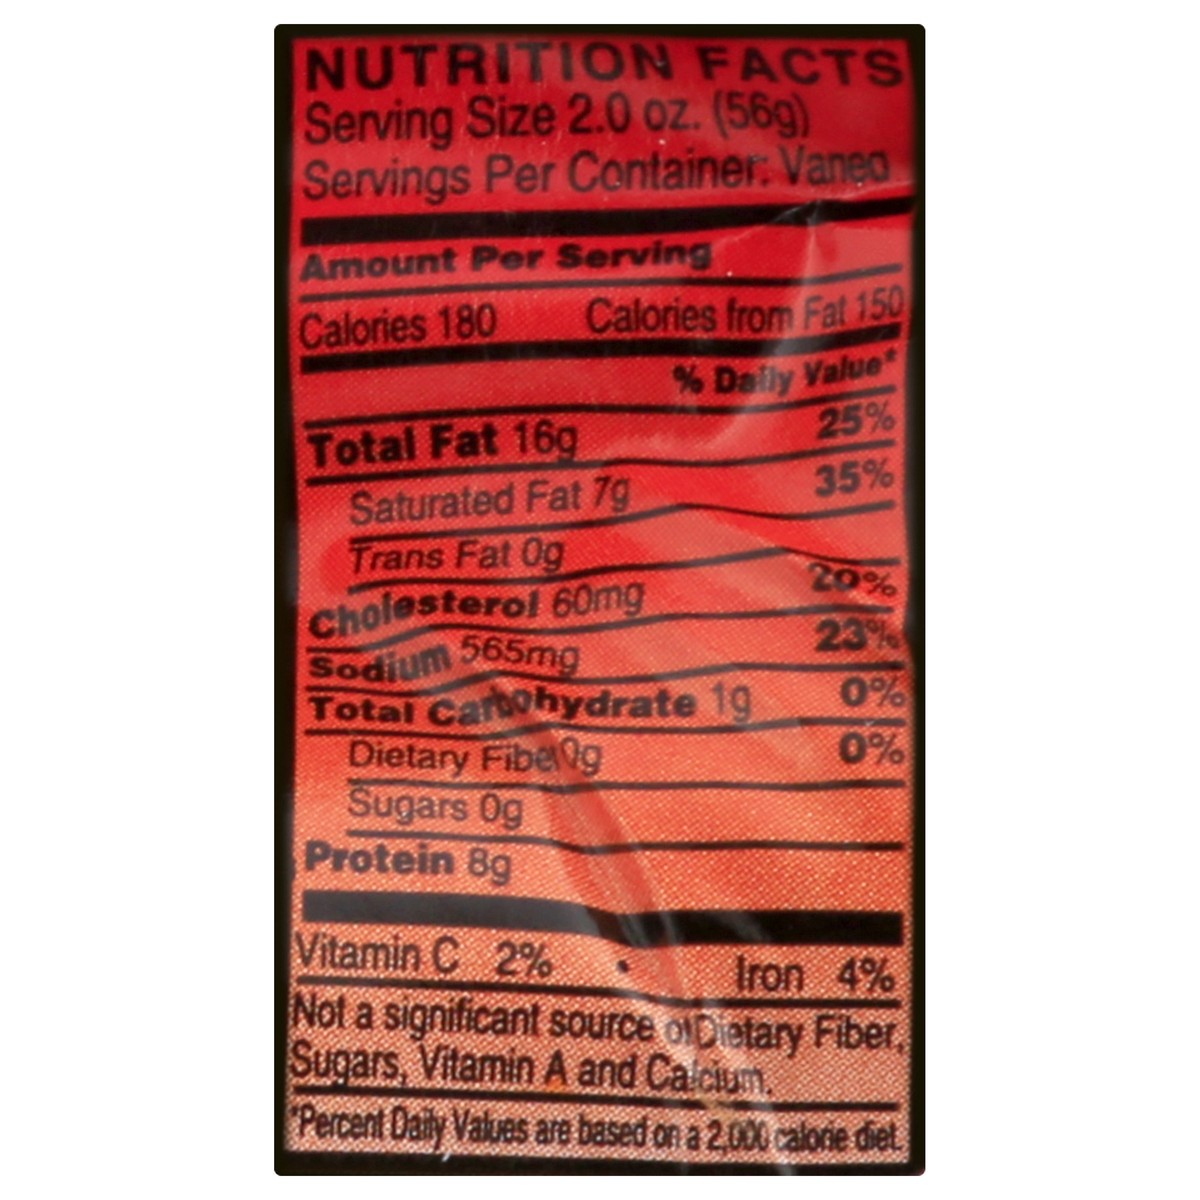 NUTRITION FACTS
Serving Size 2.0 oz. (56g)
Servings Per Container: Varied
Amount Per Serving
Calories 180 Calories from Fat 150
% Daily Value*
Total Fat 16g 25%
Saturated Fat 7g 35%
Trans Fat 0g
Cholesterol 60mg 20%
Sodium 565mg 23%
Total Carbohydrate 1g 0%
Dietary Fiber 0g 0%
Sugars 0g
Protein 8g
Vitamin C 2% • Iron 4%
Not a significant source of Dietary Fiber,
Sugars, Vitamin A and Calcium.
*Percent Daily Values are based on a 2,000 calorie diet.